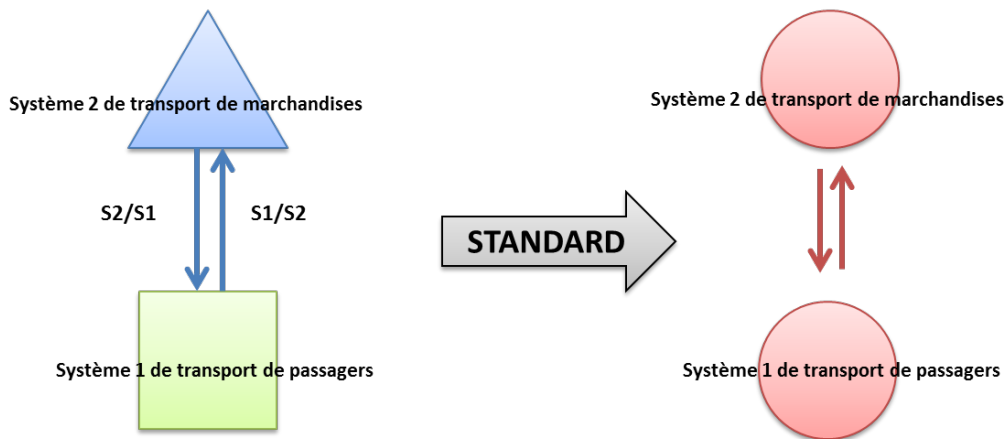 Système 2 de transport de marchandises
S2/S1
S1/S2
Système 1 de transport de passagers
STANDARD
Système 2 de transport de marchandises
Système 1 de transport de passagers